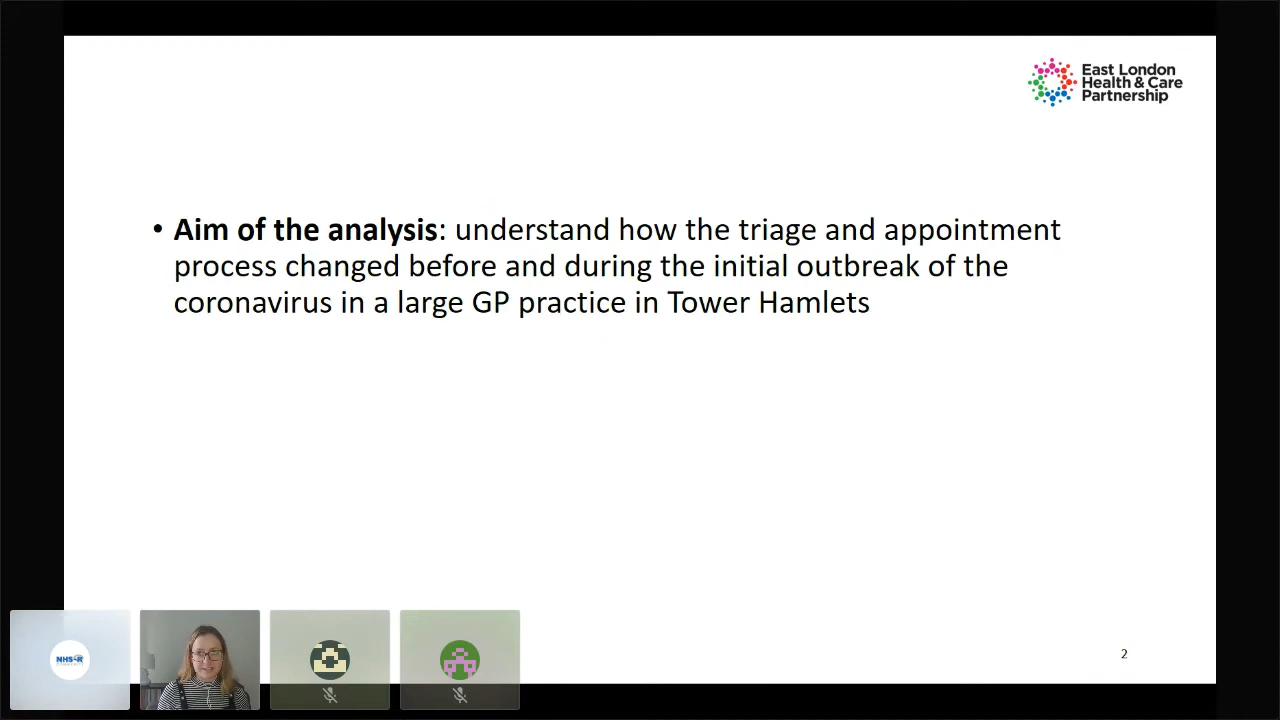 East London
Health & Care
Partnership
• Aim of the analysis: understand how the triage and appointment
process changed before and during the initial outbreak of the
coronavirus in a large GP practice in Tower Hamlets
NHS-R
2